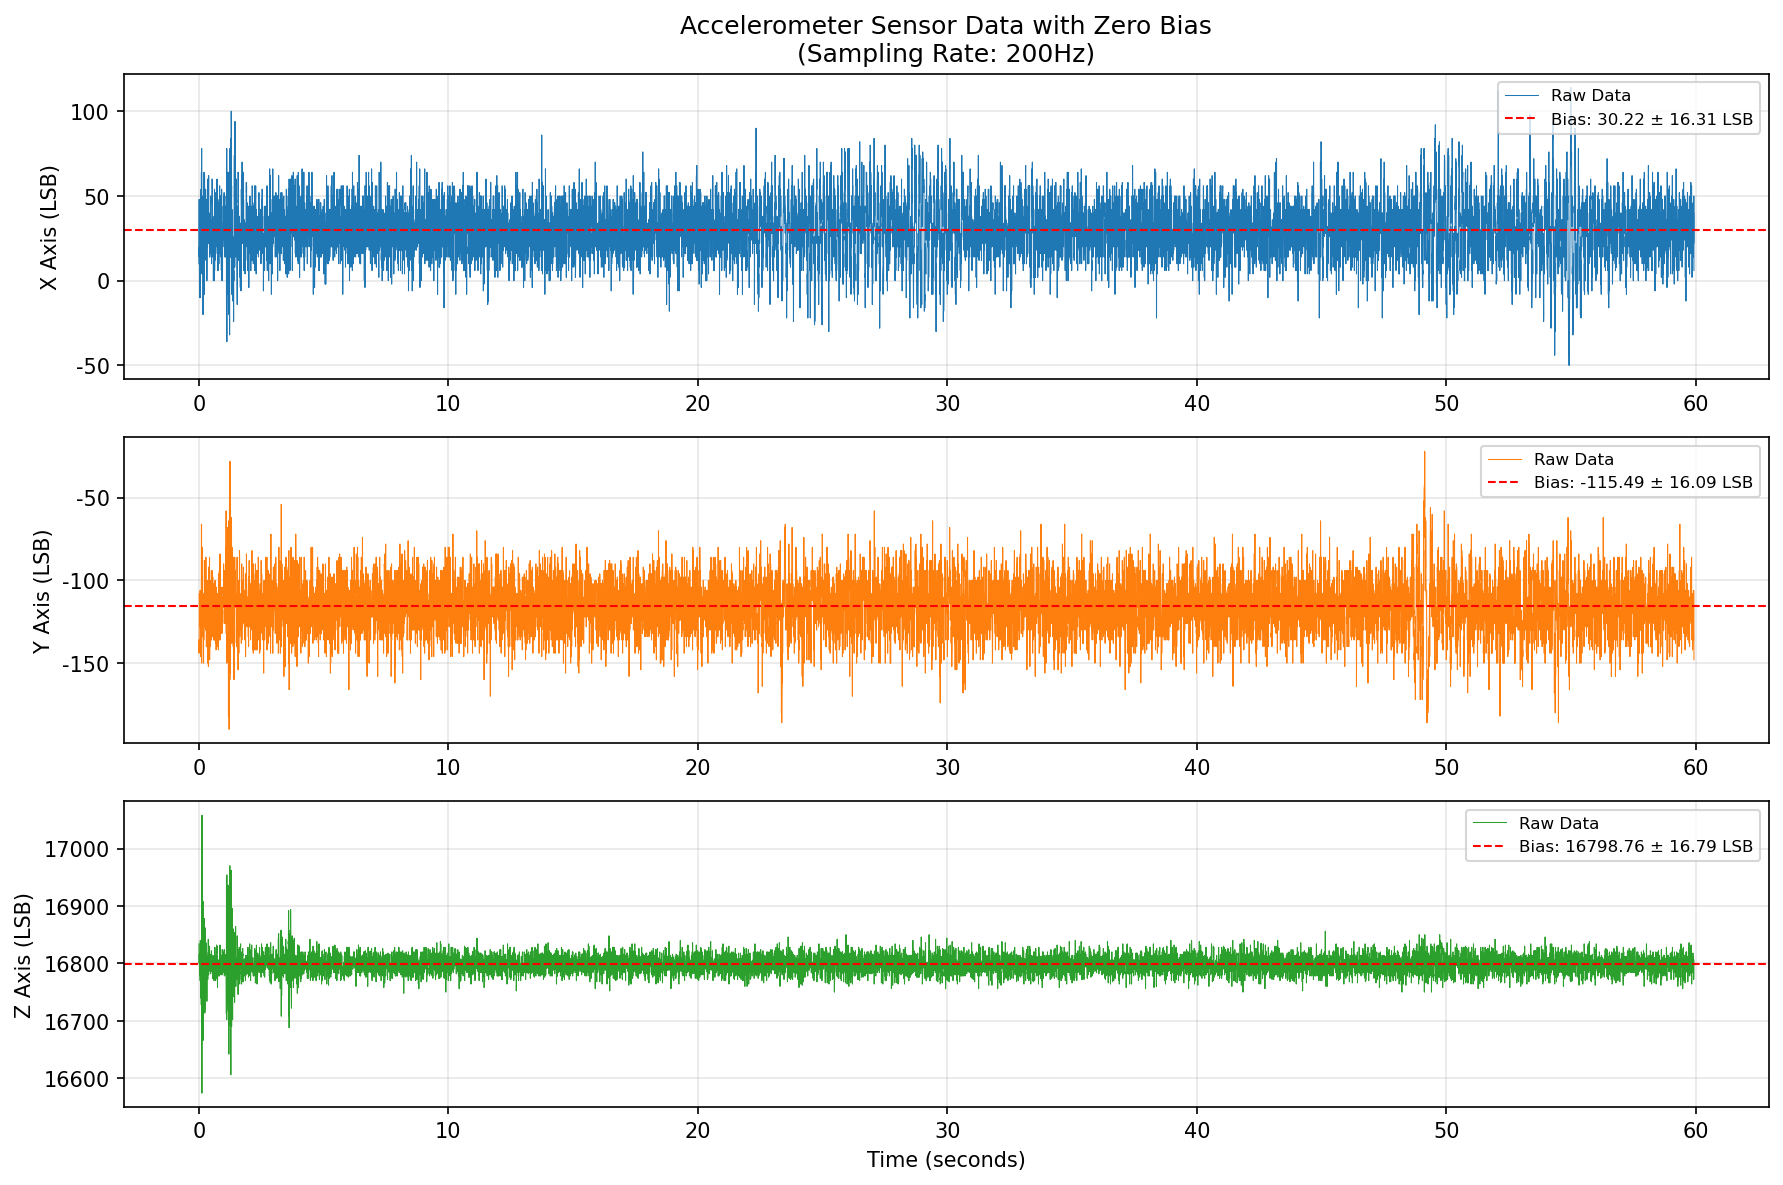 Accelerometer Sensor Data with Zero Bias
(Sampling Rate: 200Hz)
X Axis (LSB)
100
50
0
-50
Raw Data
Bias: 30.22 ± 16.31 LSB
0 10 20 30 40 50 60
Y Axis (LSB)
-50
-100
-150
Raw Data
Bias: -115.49 ± 16.09 LSB
0 10 20 30 40 50 60
Z Axis (LSB)
17000
16900
16800
16700
16600
Raw Data
Bias: 16798.76 ± 16.79 LSB
0 10 20 30 40 50 60
Time (seconds)